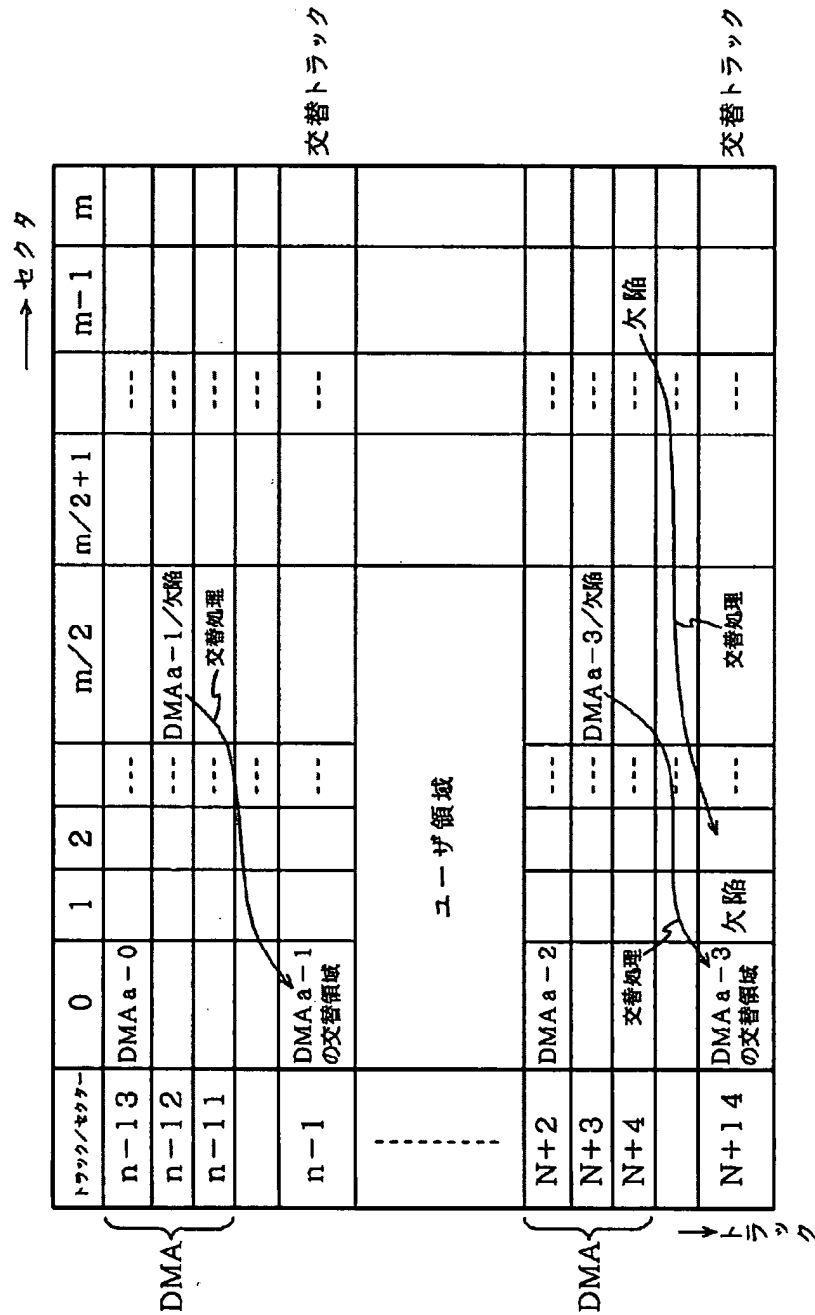 →セクタ
トラック/セクター 0 1 2 m/2 m/2+1 m-1 m
DMA
n-13 DMAa-0 --- ---
n-12 --- DMAa-1/欠陥 ---
n-11 --- 交替処理 ---
--- ---
n-1 DMAa-1の交替領域 --- --- 交替トラック
----------- ユーザ領域
DMA
N+2 DMAa-2 --- ---
N+3 --- DMAa-3/欠陥 ---
N+4 交替処理 --- --- 欠陥
--- ---
N+14 DMAa-3の交替領域 欠陥 --- 交替処理 --- 交替トラック
→トラック